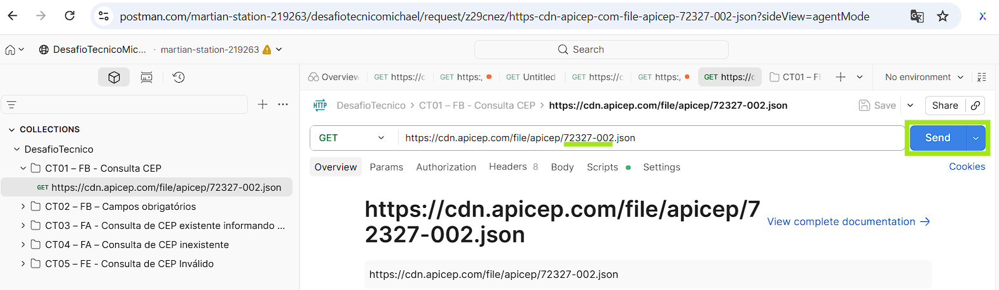 postman.com/martian-station-219263/desafiotecnicomichael/request/z29cnez/https-cdn-apicep-com-file-apicep-72327-002-json?sideView=agentMode
DesafioTecnicoMic... · martian-station-219263
Search
Overview GET https://c GET https:/ GET Untitled GET https://c GET https:/ GET https://c CT01 – FB No environment
DesafioTecnico > CT01 – FB - Consulta CEP > https://cdn.apicep.com/file/apicep/72327-002.json Save Share
COLLECTIONS
DesafioTecnico
CT01 – FB - Consulta CEP
GET https://cdn.apicep.com/file/apicep/72327-002.json
CT02 – FB – Campos obrigatórios
CT03 – FA - Consulta de CEP existente informando ...
CT04 – FA – Consulta de CEP inexistente
CT05 – FE - Consulta de CEP Inválido
HTTP
GET https://cdn.apicep.com/file/apicep/72327-002.json Send
Overview Params Authorization Headers 8 Body Scripts Settings Cookies
https://cdn.apicep.com/file/apicep/7
2327-002.json
View complete documentation →
https://cdn.apicep.com/file/apicep/72327-002.json